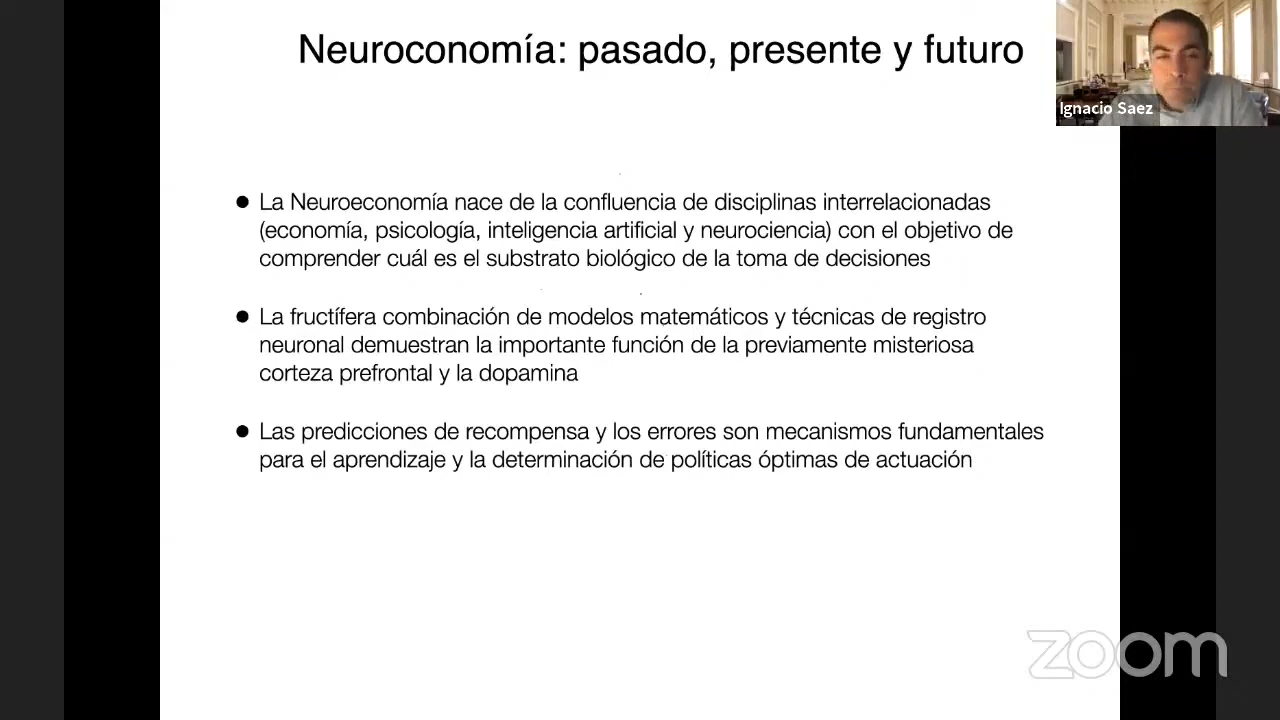 Neuroconomía: pasado, presente y futuro
Ignacio Saez
● La Neuroeconomía nace de la confluencia de disciplinas interrelacionadas
(economía, psicología, inteligencia artificial y neurociencia) con el objetivo de
comprender cuál es el substrato biológico de la toma de decisiones
● La fructífera combinación de modelos matemáticos y técnicas de registro
neuronal demuestran la importante función de la previamente misteriosa
corteza prefrontal y la dopamina
● Las predicciones de recompensa y los errores son mecanismos fundamentales
para el aprendizaje y la determinación de políticas óptimas de actuación
zoom